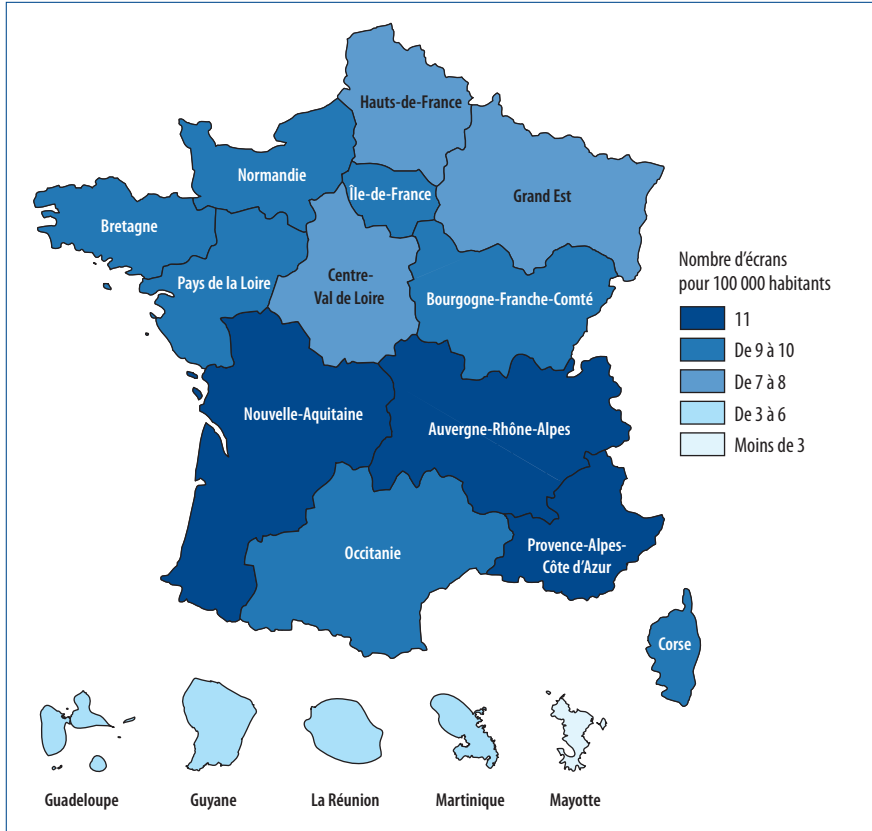 Hauts-de-France
Normandie
Île-de-France
Grand Est
Bretagne
Pays de la Loire
Centre-
Val de Loire
Bourgogne-Franche-Comté
Nouvelle-Aquitaine
Auvergne-Rhône-Alpes
Occitanie
Provence-Alpes-
Côte d'Azur
Corse
Nombre d'écrans
pour 100 000 habitants
11
De 9 à 10
De 7 à 8
De 3 à 6
Moins de 3
Guadeloupe
Guyane
La Réunion
Martinique
Mayotte